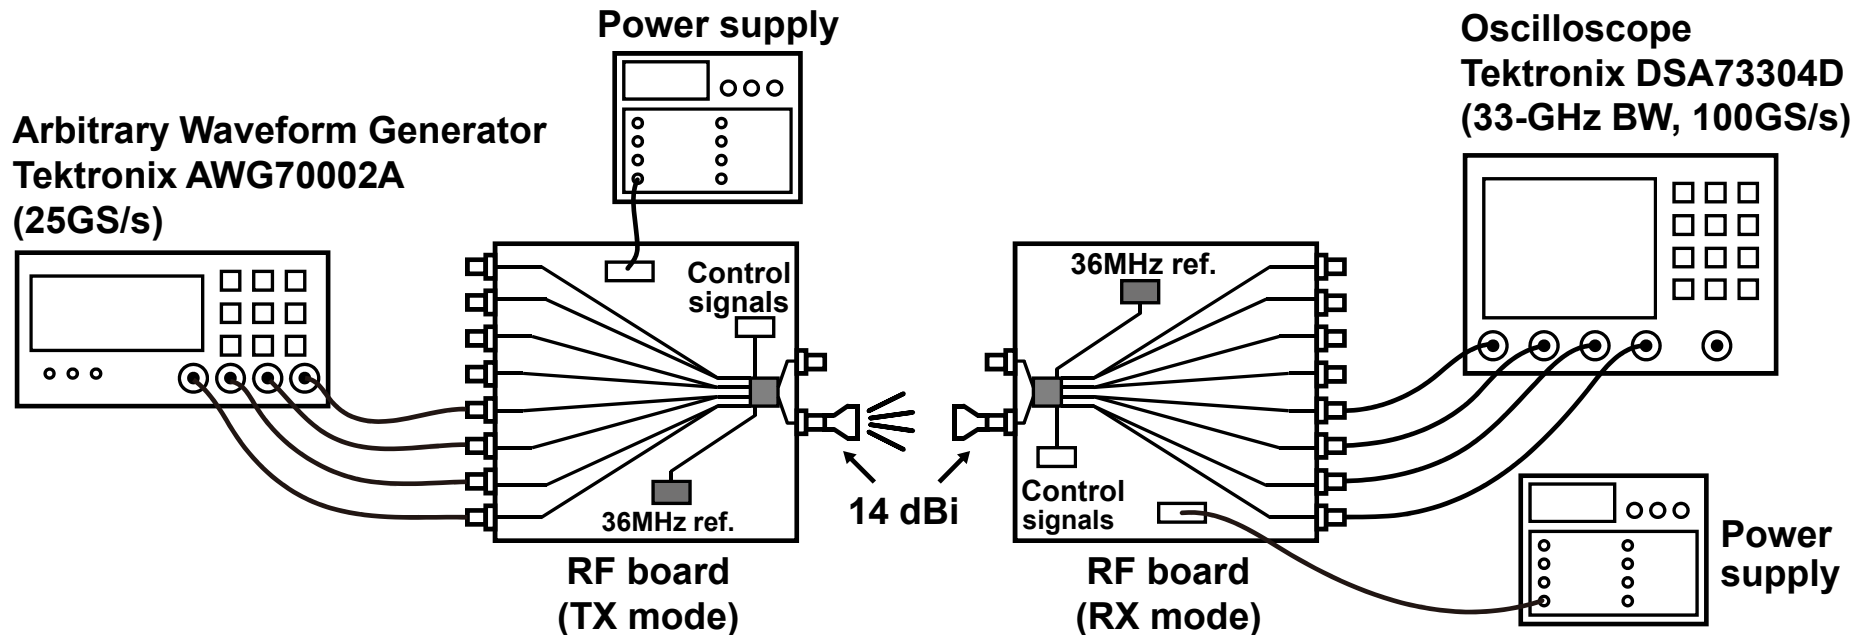 Power supply
Oscilloscope
Tektronix DSA73304D
(33-GHz BW, 100GS/s)
Arbitrary Waveform Generator
Tektronix AWG70002A
(25GS/s)
Control
signals
36MHz ref.
36MHz ref.
14 dBi
Control
signals
RF board
(TX mode)
RF board
(RX mode)
Power
supply